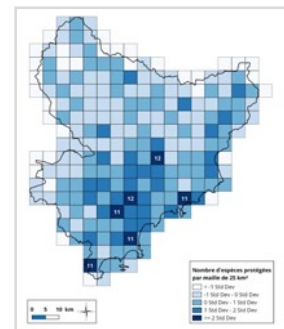 12
12
11
11
11
11
Nombre d'espèces protégées
par maille de 25 km²
< -1 Std Dev
-1 Std Dev - 0 Std Dev
0 Std Dev - 1 Std Dev
1 Std Dev - 2 Std Dev
>= 2 Std Dev
0 5 10 km